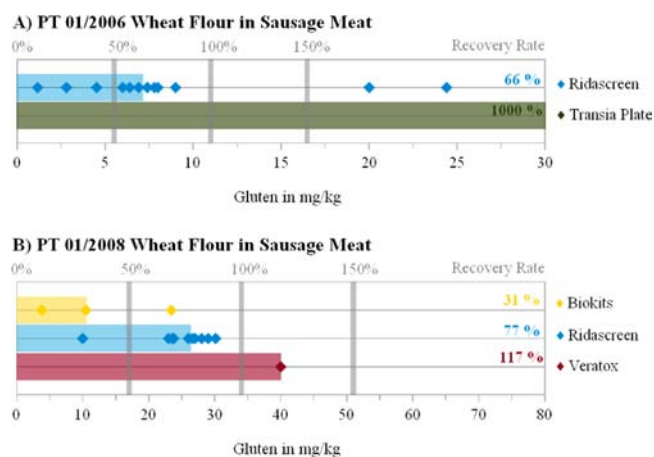 A) PT 01/2006 Wheat Flour in Sausage Meat
0% 50% 100% 150% Recovery Rate
66 % Ridascreen
1000 % Transia Plate
0 5 10 15 20 25 30
Gluten in mg/kg
B) PT 01/2008 Wheat Flour in Sausage Meat
0% 50% 100% 150% Recovery Rate
31 % Biokits
77 % Ridascreen
117 % Veratox
0 10 20 30 40 50 60 70 80
Gluten in mg/kg